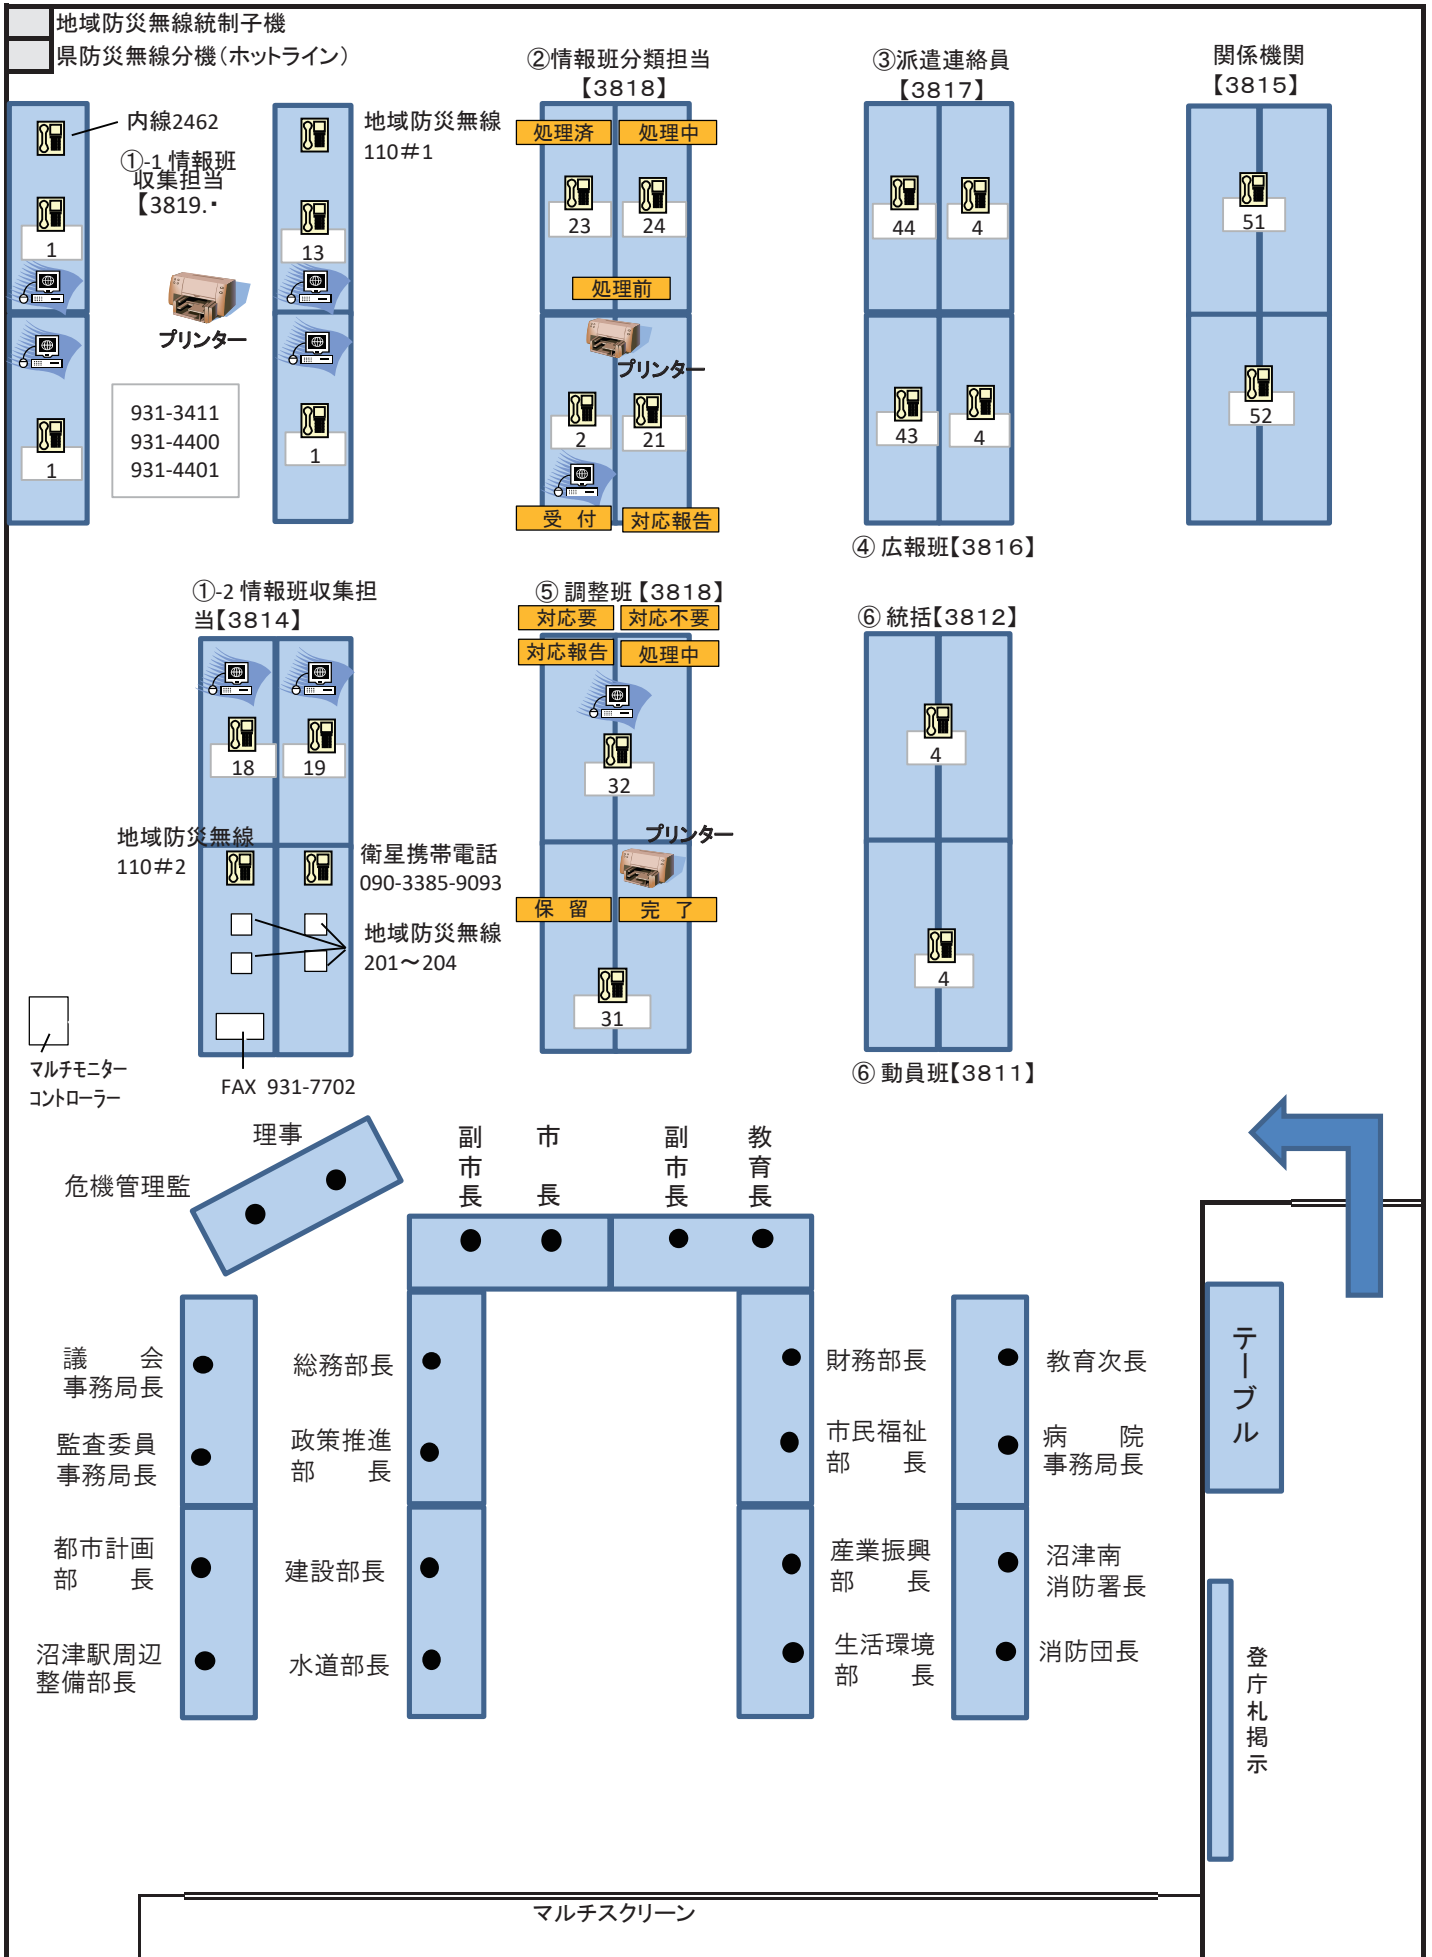 地域防災無線統制子機
県防災無線分機（ホットライン）
②情報班分類担当
【3818】
③派遣連絡員
【3817】
関係機関
【3815】
内線2462
①-1 情報班
収集担当
【3819.・
地域防災無線
110＃1
処理済
処理中
23
24
処理前
44
4
51
1
13
プリンター
プリンター
931-3411
931-4400
931-4401
1
1
2
21
43
4
52
受　付
対応報告
④ 広報班【3816】
①-2 情報班収集担
当【3814】
⑤ 調整班【3818】
対応要
対応不要
対応報告
処理中
⑥ 統括【3812】
18
19
32
4
地域防災無線
110＃2
衛星携帯電話
090-3385-9093
プリンター
保　留
完　了
地域防災無線
201～204
31
4
マルチモニター
コントローラー
FAX 931-7702
⑥ 動員班【3811】
理事
危機管理監
副市長
市長
副市長
教育長
議　会
事務局長
総務部長
財務部長
教育次長
テーブル
監査委員
事務局長
政策推進
部　長
市民福祉
部　長
病　院
事務局長
都市計画
部　長
建設部長
産業振興
部　長
沼津南
消防署長
沼津駅周辺
整備部長
水道部長
生活環境
部　長
消防団長
登庁札掲示
マルチスクリーン